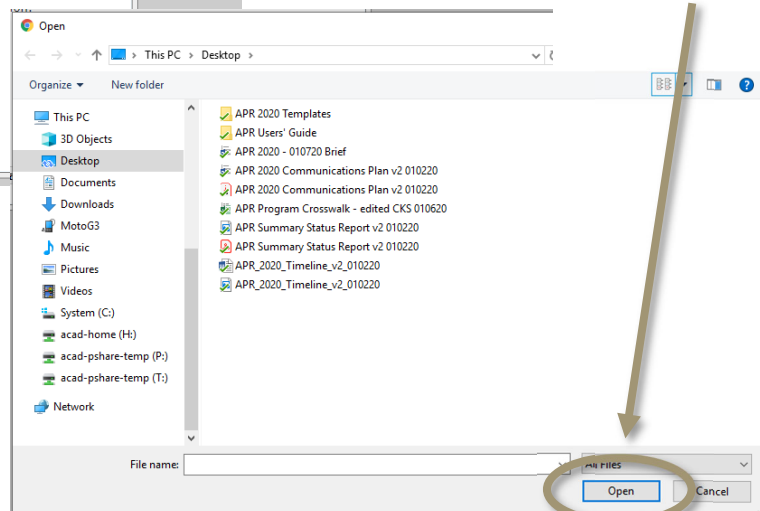 Open
This PC > Desktop >
Organize New folder
This PC
3D Objects
Desktop
Documents
Downloads
MotoG3
Music
Pictures
Videos
System (C:)
acad-home (H:)
acad-pshare-temp (P:)
acad-pshare-temp (T:)
Network
APR 2020 Templates
APR Users' Guide
APR 2020 - 010720 Brief
APR 2020 Communications Plan v2 010220
APR 2020 Communications Plan v2 010220
APR Program Crosswalk - edited CKS 010620
APR Summary Status Report v2 010220
APR Summary Status Report v2 010220
APR_2020_Timeline_v2_010220
APR_2020_Timeline_v2_010220
File name:
All Files
Open Cancel